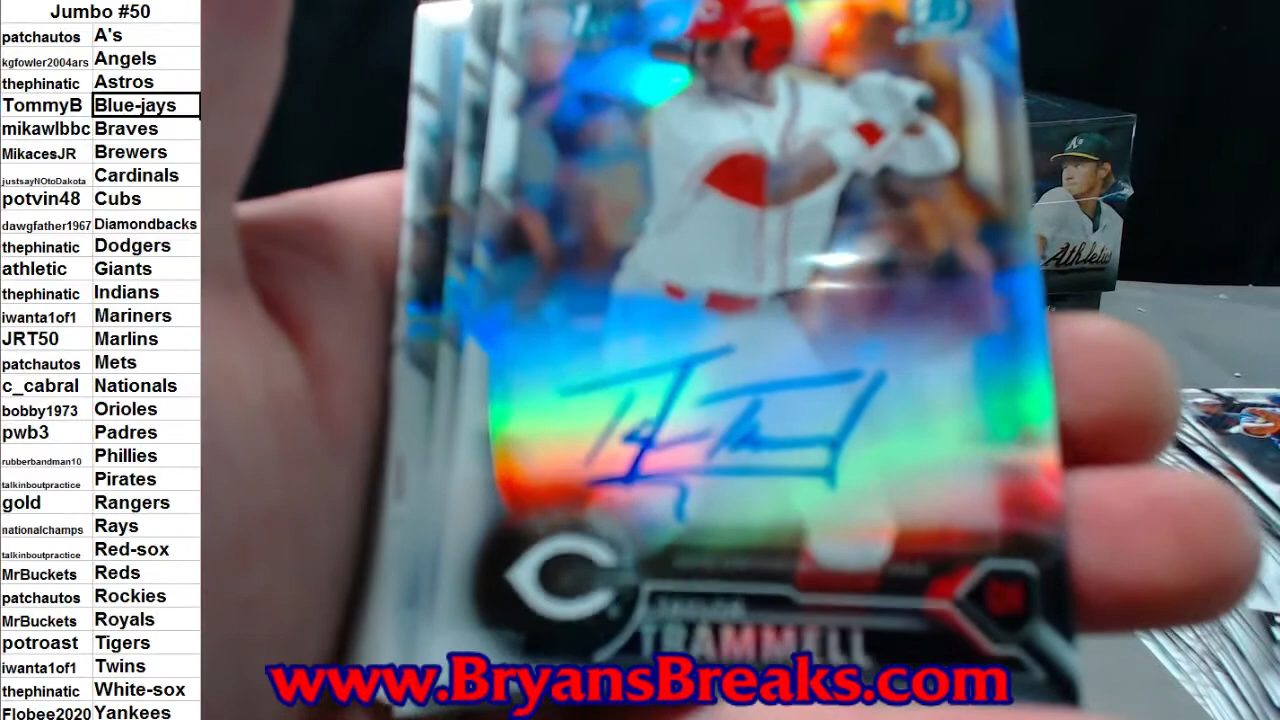 Jumbo #50
patchautos A's
kgfowler2004ars Angels
thephinatic Astros
TommyB Blue-jays
mikawlbbc Braves
MikacesJR Brewers
justsayNOtoDakota Cardinals
potvin48 Cubs
dawgfather1967 Diamondbacks
thephinatic Dodgers
athletic Giants
thephinatic Indians
iwanta1of1 Mariners
JRT50 Marlins
patchautos Mets
c_cabral Nationals
bobby1973 Orioles
pwb3 Padres
rubberbandman10 Phillies
talkinboutpractice Pirates
gold Rangers
nationalchamps Rays
talkinboutpractice Red-sox
MrBuckets Reds
patchautos Rockies
MrBuckets Royals
potroast Tigers
iwanta1of1 Twins
thephinatic White-sox
Flobee2020 Yankees
1st
Athletics
TAYLOR
TRAMMELL
www.BryansBreaks.com